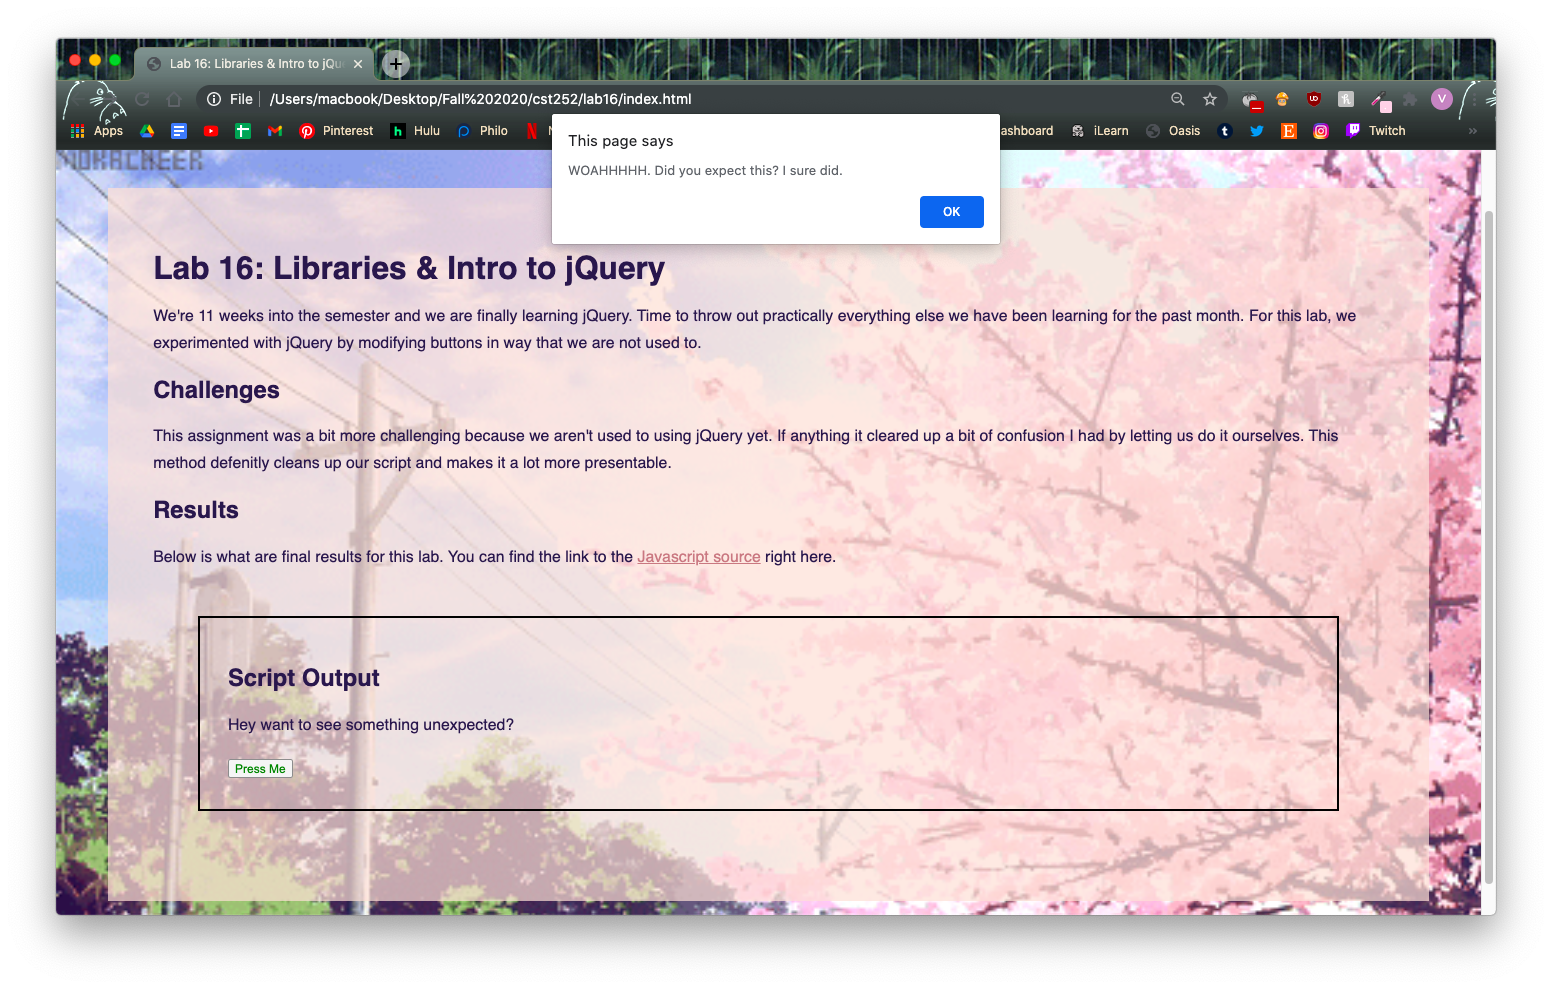 Lab 16: Libraries & Intro to jQu
File | /Users/macbook/Desktop/Fall%202020/cst252/lab16/index.html
V
Apps Pinterest Hulu Philo ashboard iLearn Oasis Twitch
MOKACHEER
This page says
WOAHHHHH. Did you expect this? I sure did.
OK
Lab 16: Libraries & Intro to jQuery
We're 11 weeks into the semester and we are finally learning jQuery. Time to throw out practically everything else we have been learning for the past month. For this lab, we
experimented with jQuery by modifying buttons in way that we are not used to.
Challenges
This assignment was a bit more challenging because we aren't used to using jQuery yet. If anything it cleared up a bit of confusion I had by letting us do it ourselves. This
method defenitly cleans up our script and makes it a lot more presentable.
Results
Below is what are final results for this lab. You can find the link to the Javascript source right here.
Script Output
Hey want to see something unexpected?
Press Me